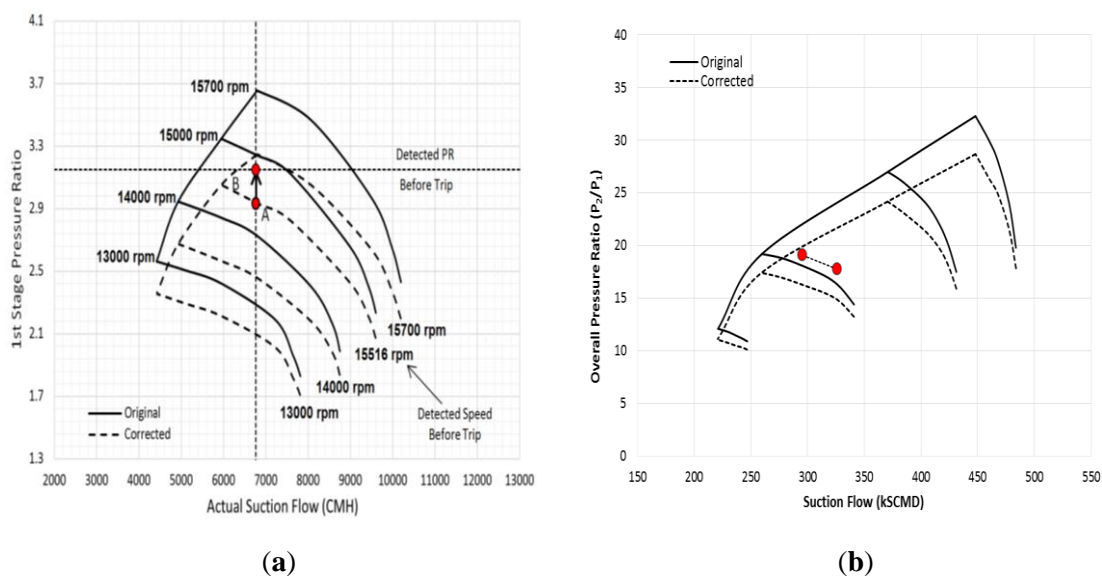 4.1
3.7
3.3
2.9
2.5
2.1
1.7
1.3
1st Stage Pressure Ratio
15700 rpm
15000 rpm
14000 rpm
13000 rpm
Detected PR
Before Trip
B
A
15700 rpm
15516 rpm
14000 rpm
13000 rpm
Detected Speed
Before Trip
Original
Corrected
2000 3000 4000 5000 6000 7000 8000 9000 10000 11000 12000 13000
Actual Suction Flow (CMH)
(a)
40
35
30
25
20
15
10
5
0
Overall Pressure Ratio (P2/P1)
Original
Corrected
150 200 250 300 350 400 450 500 550
Suction Flow (kSCMD)
(b)